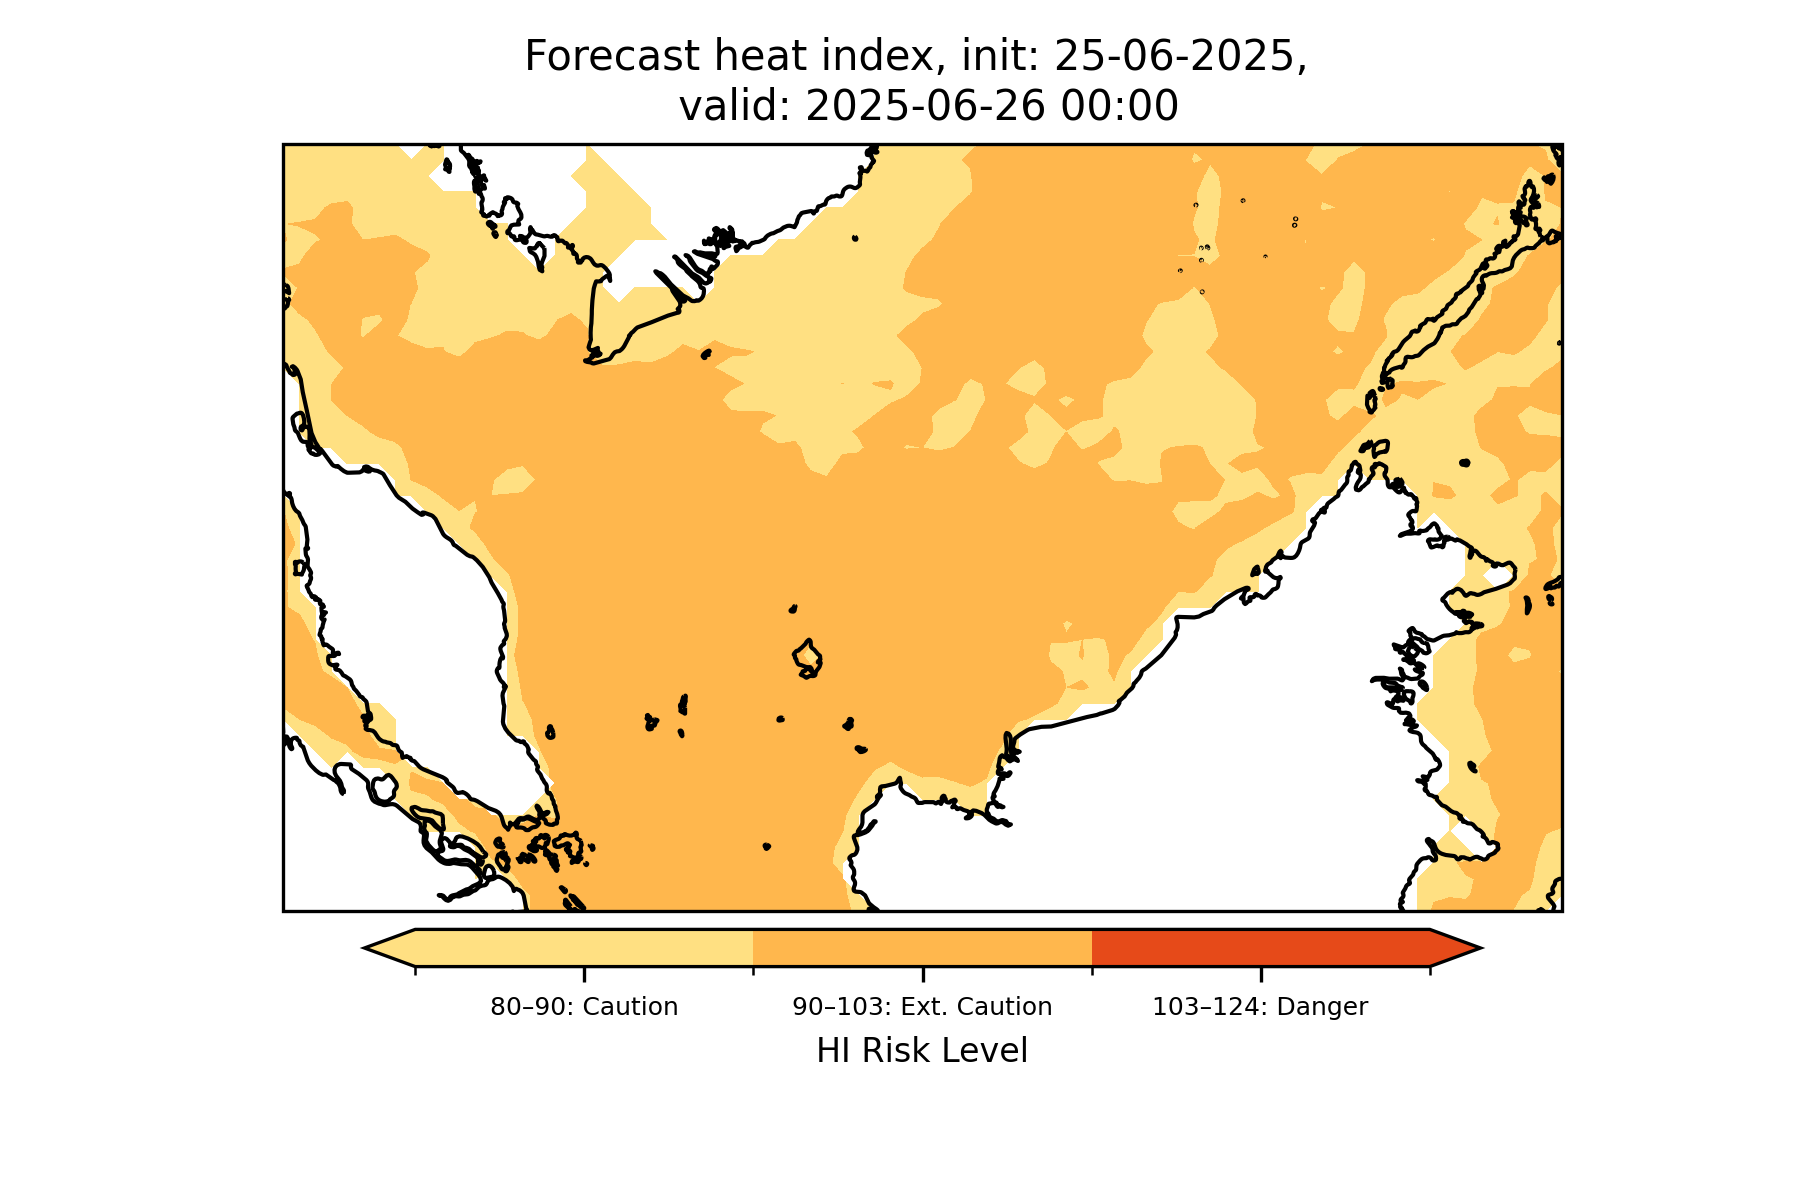 Forecast heat index, init: 25-06-2025,
valid: 2025-06-26 00:00
80–90: Caution
90–103: Ext. Caution
103–124: Danger
HI Risk Level